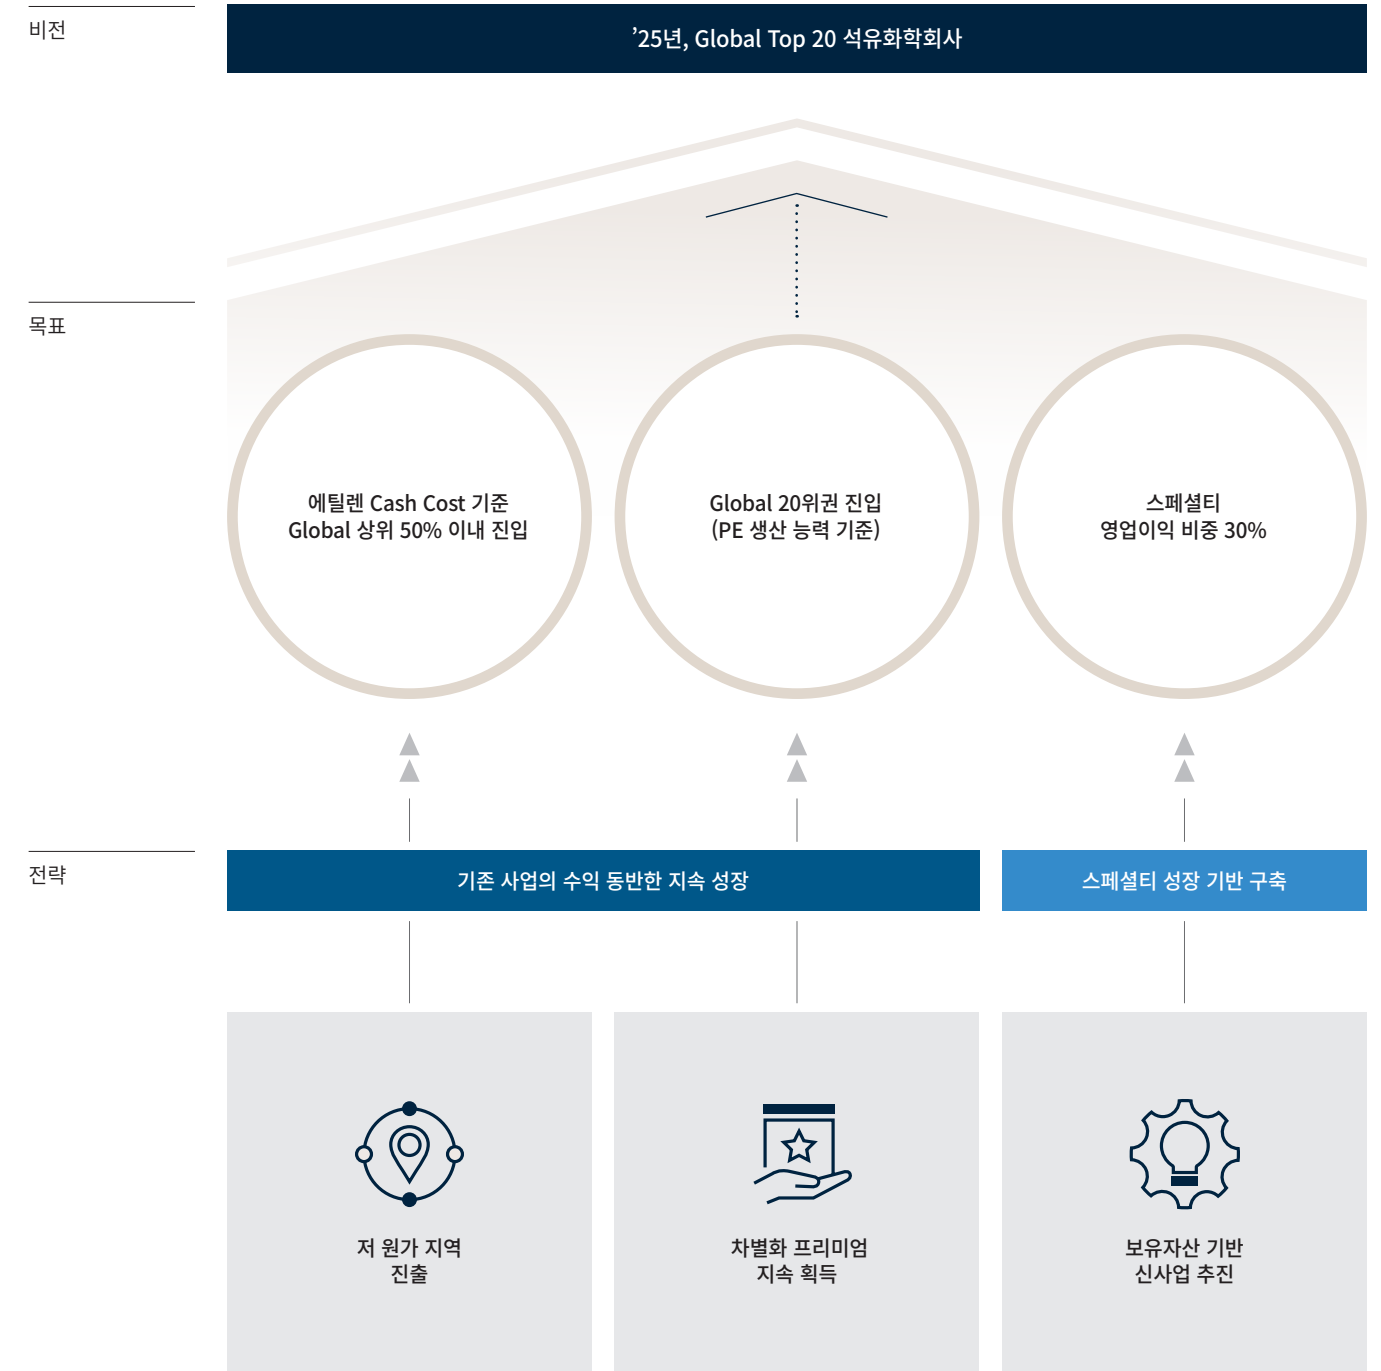 비전
’25년, Global Top 20 석유화학회사
목표
에틸렌 Cash Cost 기준
Global 상위 50% 이내 진입
Global 20위권 진입
(PE 생산 능력 기준)
스페셜티
영업이익 비중 30%
전략
기존 사업의 수익 동반한 지속 성장
스페셜티 성장 기반 구축
저 원가 지역
진출
차별화 프리미엄
지속 획득
보유자산 기반
신사업 추진